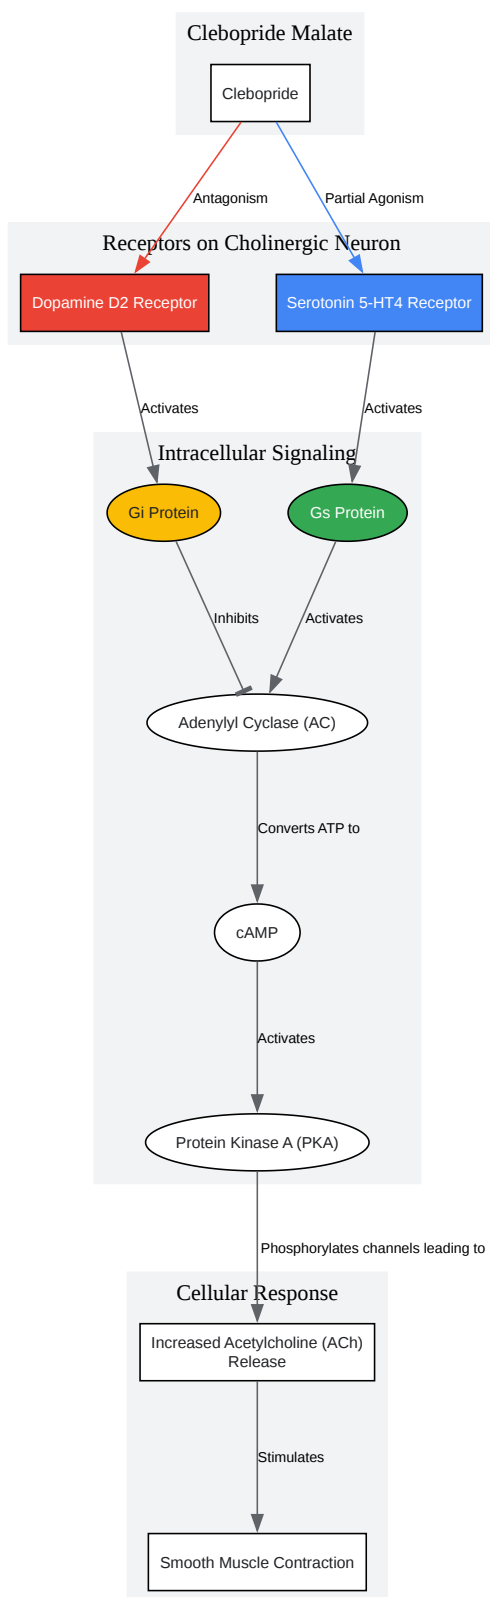 Clebopride Malate
Clebopride
Antagonism
Partial Agonism
Receptors on Cholinergic Neuron
Dopamine D2 Receptor
Serotonin 5-HT4 Receptor
Activates
Activates
Intracellular Signaling
Gi Protein
Gs Protein
Inhibits
Activates
Adenylyl Cyclase (AC)
Converts ATP to
cAMP
Activates
Protein Kinase A (PKA)
Phosphorylates channels leading to
Cellular Response
Increased Acetylcholine (ACh)
Release
Stimulates
Smooth Muscle Contraction